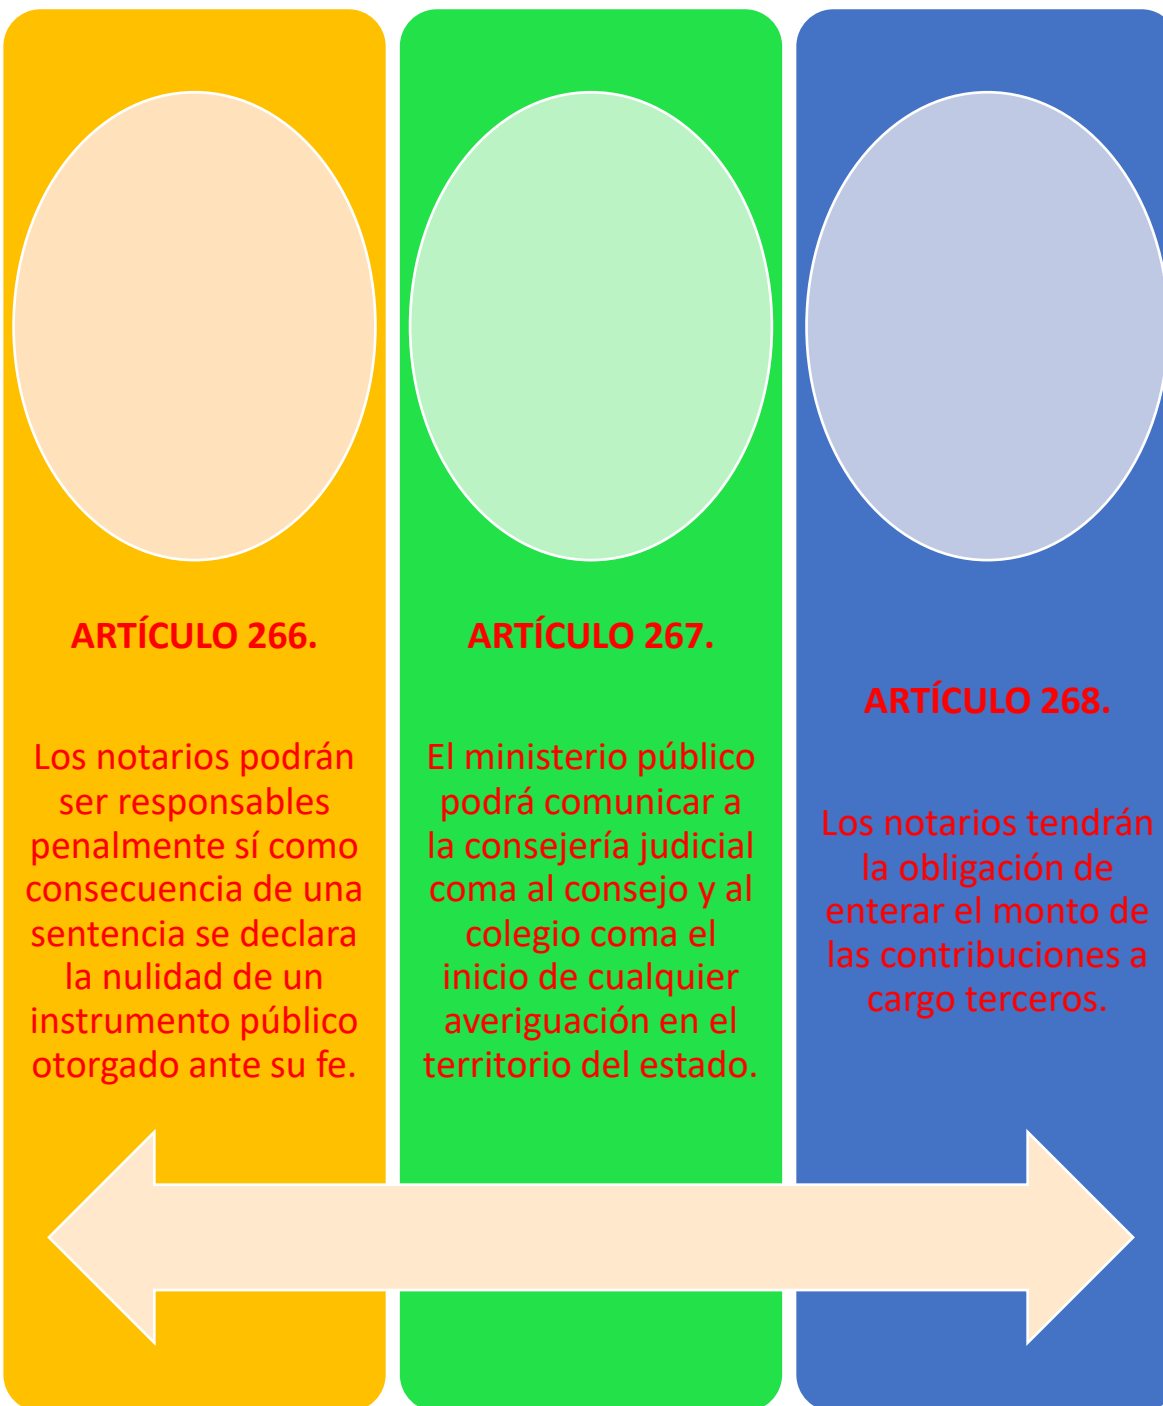 ARTÍCULO 266.
Los notarios podrán
ser responsables
penalmente sí como
consecuencia de una
sentencia se declara
la nulidad de un
instrumento público
otorgado ante su fe.
ARTÍCULO 267.
El ministerio público
podrá comunicar a
la consejería judicial
coma al consejo y al
colegio coma el
inicio de cualquier
averiguación en el
territorio del estado.
ARTÍCULO 268.
Los notarios tendrán
la obligación de
enterar el monto de
las contribuciones a
cargo terceros.